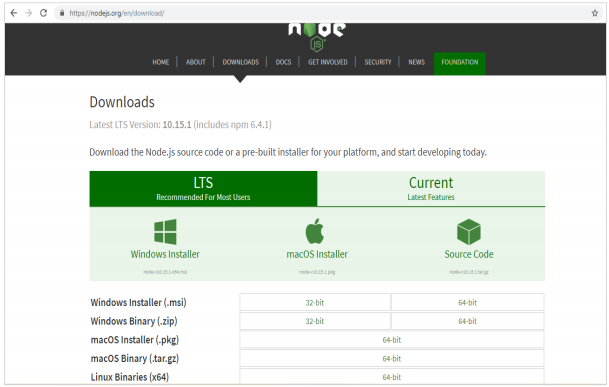 https://nodejs.org/en/download/
node
JS
HOME ABOUT DOWNLOADS DOCS GET INVOLVED SECURITY NEWS FOUNDATION
Downloads
Latest LTS Version: 10.15.1 (includes npm 6.4.1)
Download the Node.js source code or a pre-built installer for your platform, and start developing today.
LTS Current
Recommended For Most Users Latest Features
Windows Installer macOS Installer Source Code
node-v10.15.1-x64.msi node-v10.15.1.pkg node-v10.15.1.tar.gz
Windows Installer (.msi) 32-bit 64-bit
Windows Binary (.zip) 32-bit 64-bit
macOS Installer (.pkg) 64-bit
macOS Binary (.tar.gz) 64-bit
Linux Binaries (x64) 64-bit